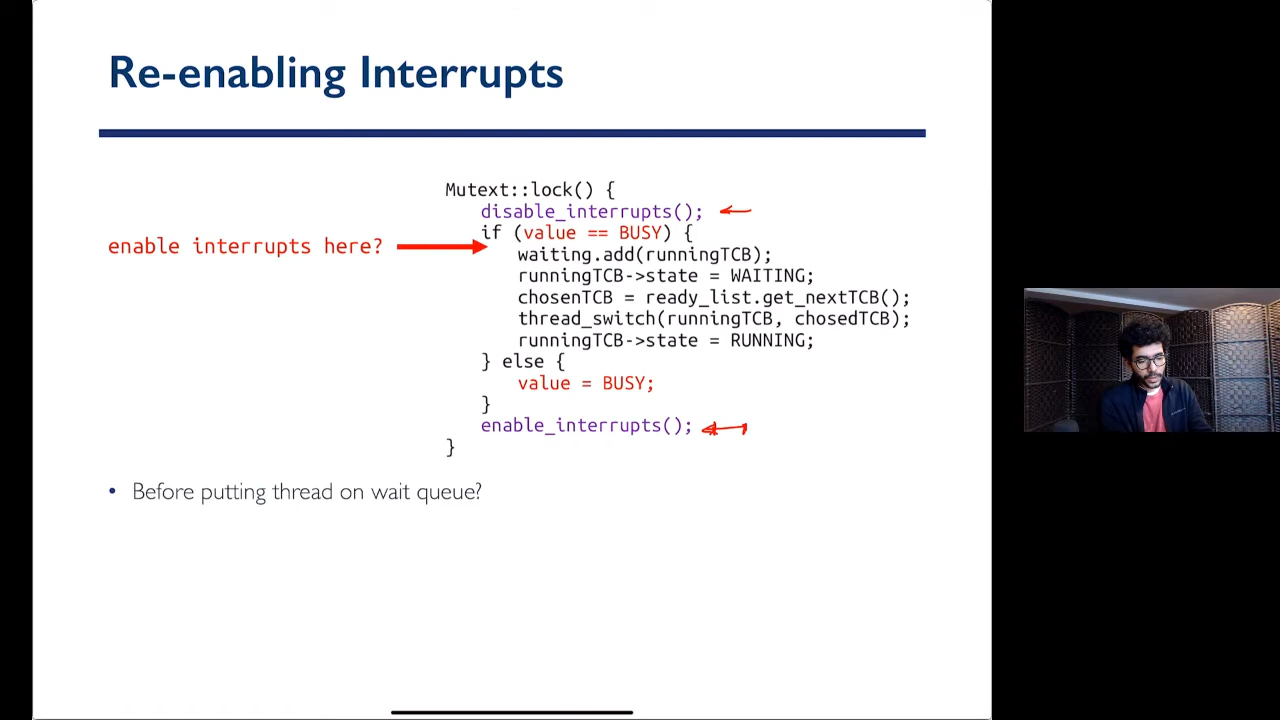 Re-enabling Interrupts
Mutext::lock() {
disable_interrupts();
if (value == BUSY) {
enable interrupts here?
waiting.add(runningTCB);
runningTCB->state = WAITING;
chosenTCB = ready_list.get_nextTCB();
thread_switch(runningTCB, chosedTCB);
runningTCB->state = RUNNING;
} else {
value = BUSY;
}
enable_interrupts();
}
• Before putting thread on wait queue?